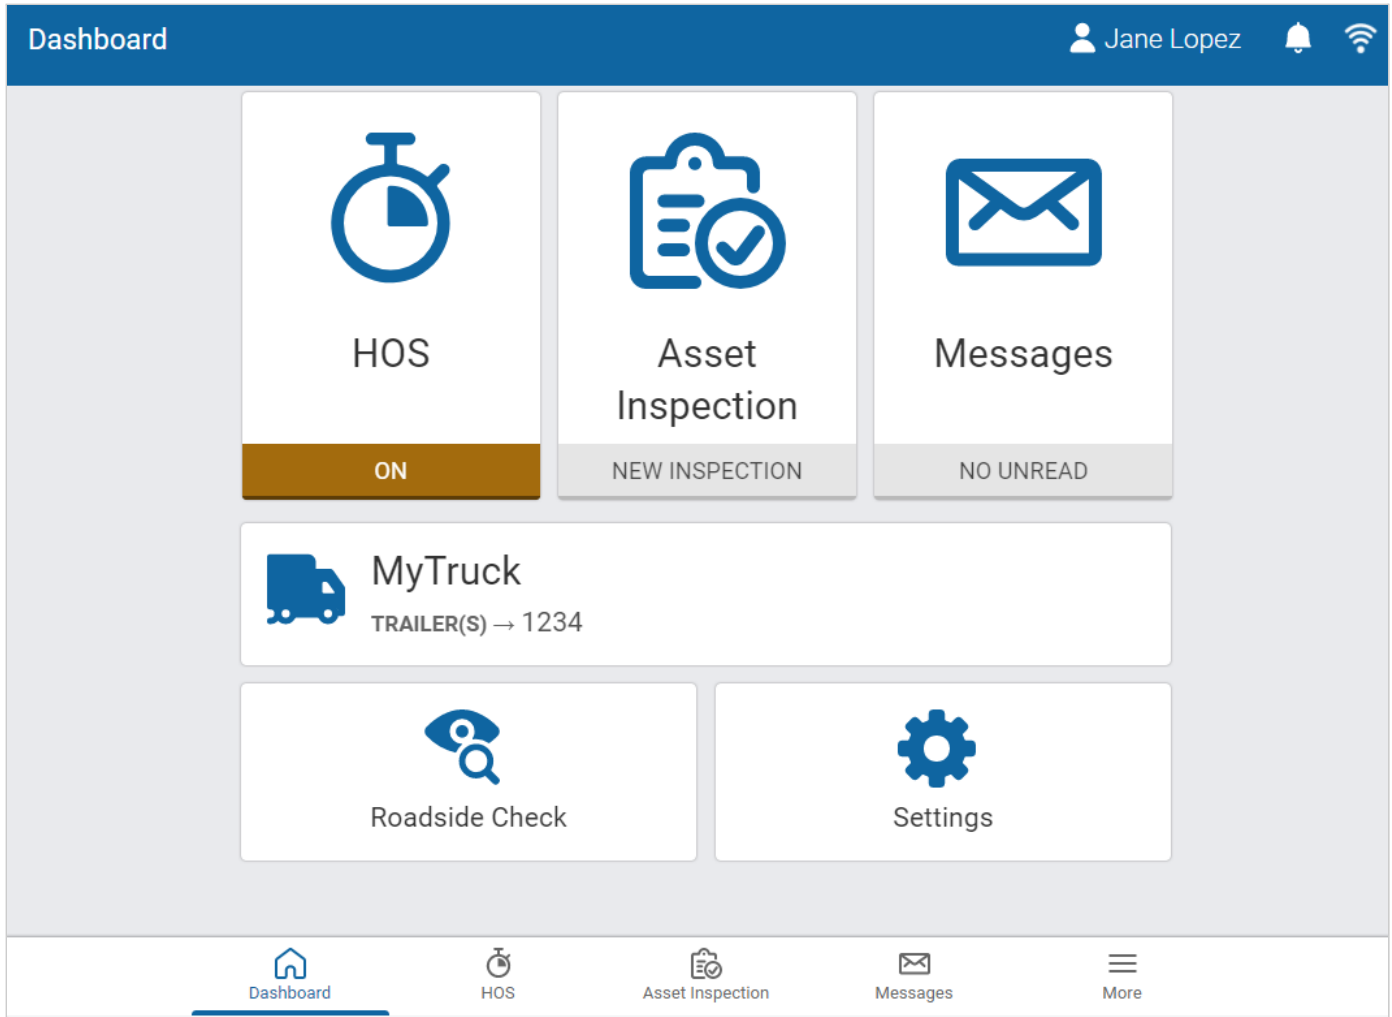 Dashboard
Jane Lopez
HOS
ON
Asset
Inspection
NEW INSPECTION
Messages
NO UNREAD
MyTruck
TRAILER(S) → 1234
Roadside Check
Settings
Dashboard
HOS
Asset Inspection
Messages
More